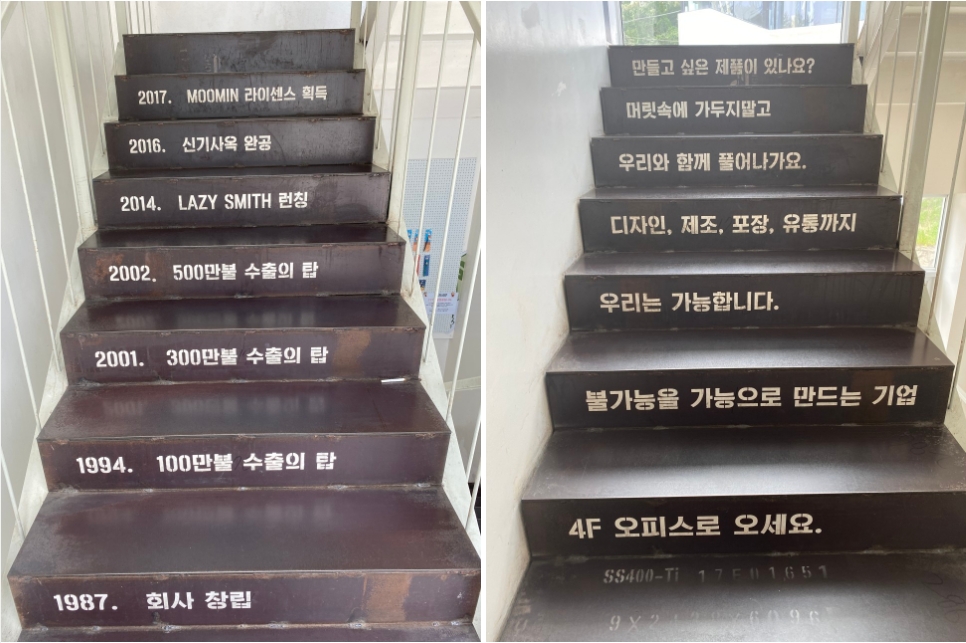 2017. MOOMIN 라이센스 획득
2016. 신기사옥 완공
2014. LAZY SMITH 런칭
2002. 500만불 수출의 탑
2001. 300만불 수출의 탑
1994. 100만불 수출의 탑
1987. 회사 창립
만들고 싶은 제품이 있나요?
머릿속에 가두지말고
우리와 함께 풀어나가요.
디자인, 제조, 포장, 유통까지
우리는 가능합니다.
불가능을 가능으로 만드는 기업
4F 오피스로 오세요.
SS400-Ti 17501651